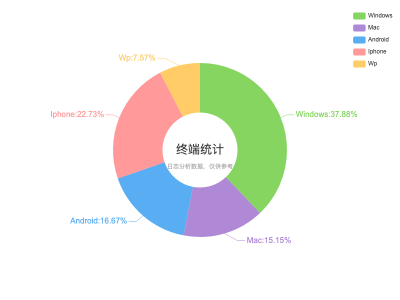 Windows
Mac
Android
Iphone
Wp
Wp:7.57%
Iphone:22.73%
Windows:37.88%
终端统计
日志分析数据，仅供参考
Android:16.67%
Mac:15.15%